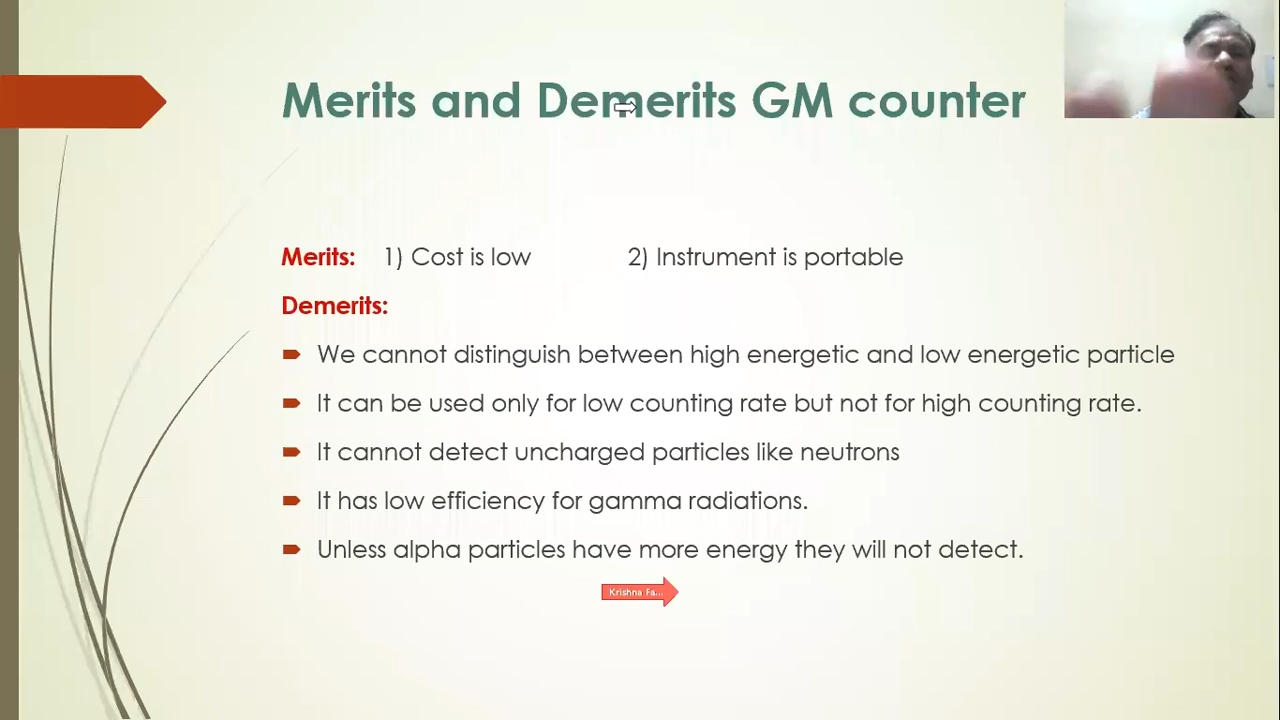 Merits and Demerits GM counter
Merits: 1) Cost is low 2) Instrument is portable
Demerits:
We cannot distinguish between high energetic and low energetic particle
It can be used only for low counting rate but not for high counting rate.
It cannot detect uncharged particles like neutrons
It has low efficiency for gamma radiations.
Unless alpha particles have more energy they will not detect.
Krishna Fa...